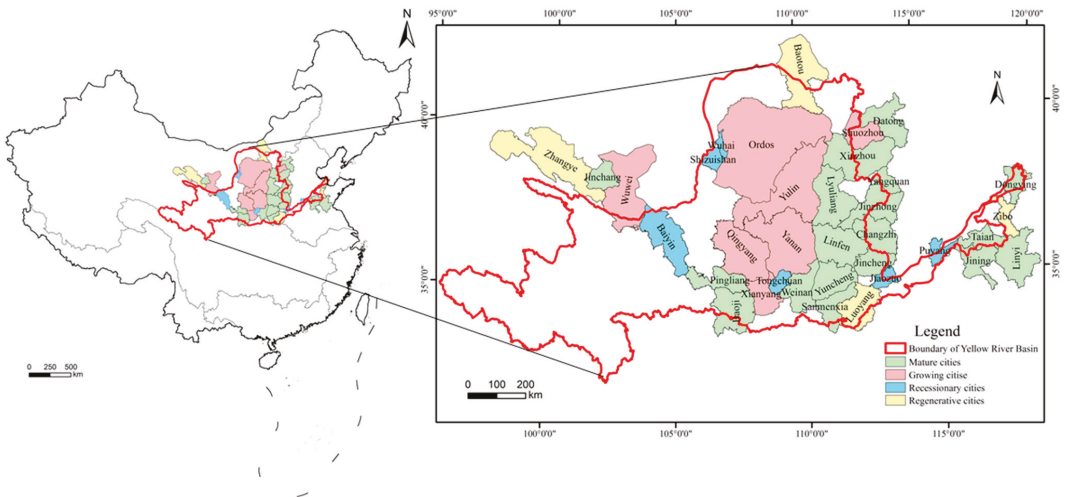 N
40°0'0"
35°0'0"
0 250 500
km
95°0'0" 100°0'0" 105°0'0" 110°0'0" 115°0'0" 120°0'0"
N
40°0'0"
35°0'0"
Baotou
Datong
Shuozhou
Wuhai
Ordos
Shizuishan
Xinzhou
Zhangye
Jinchang
Wuwei
Yulin
Lyuliang
Yangquan
Dongying
Jinzhong
Zibo
Baiyin
Qingyang
Yanan
Linfen
Changzhi
Puyang
Taian
Jining
Linyi
Jincheng
Pingliang
Tongchuan
Jiaozuo
Xianyang
Weinan
Yuncheng
Baoji
Sanmenxia
Luoyang
Legend
Boundary of Yellow River Basin
Mature cities
Growing citise
Recessionary cities
Regenerative cities
0 100 200
km
100°0'0" 105°0'0" 110°0'0" 115°0'0"